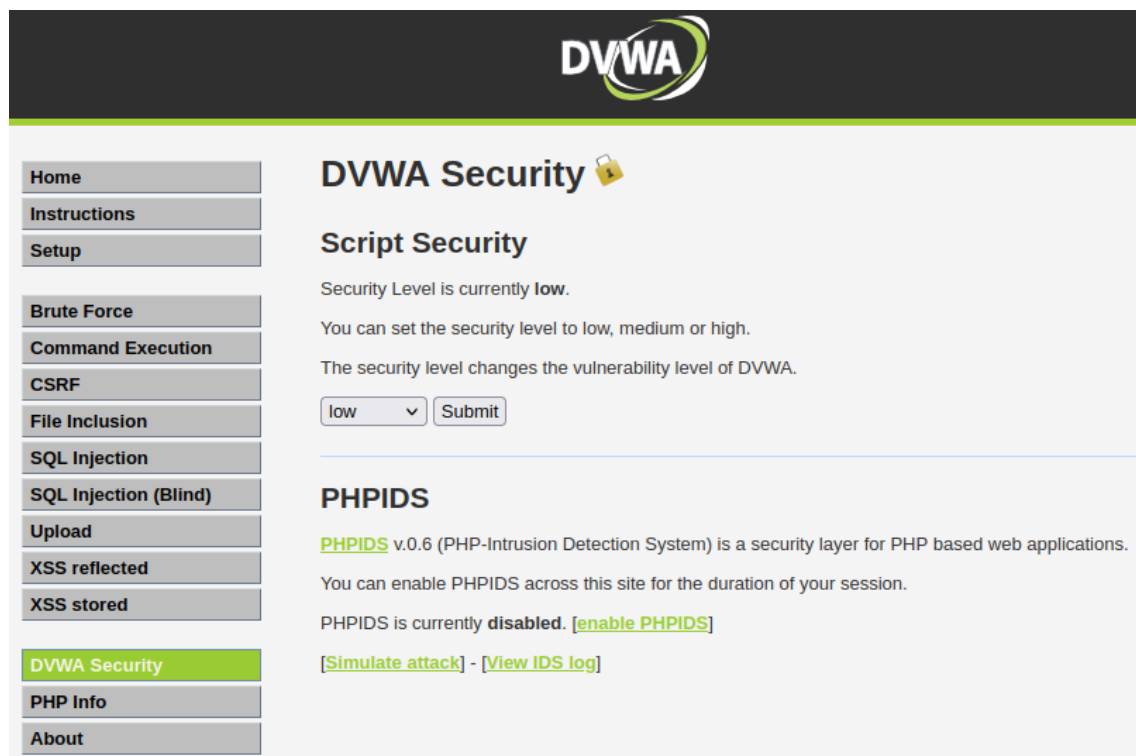 DVWA
Home
Instructions
Setup
Brute Force
Command Execution
CSRF
File Inclusion
SQL Injection
SQL Injection (Blind)
Upload
XSS reflected
XSS stored
DVWA Security
PHP Info
About
DVWA Security
Script Security
Security Level is currently low.
You can set the security level to low, medium or high.
The security level changes the vulnerability level of DVWA.
low Submit
PHPIDS
PHPIDS v.0.6 (PHP-Intrusion Detection System) is a security layer for PHP based web applications.
You can enable PHPIDS across this site for the duration of your session.
PHPIDS is currently disabled. [enable PHPIDS]
[Simulate attack] - [View IDS log]